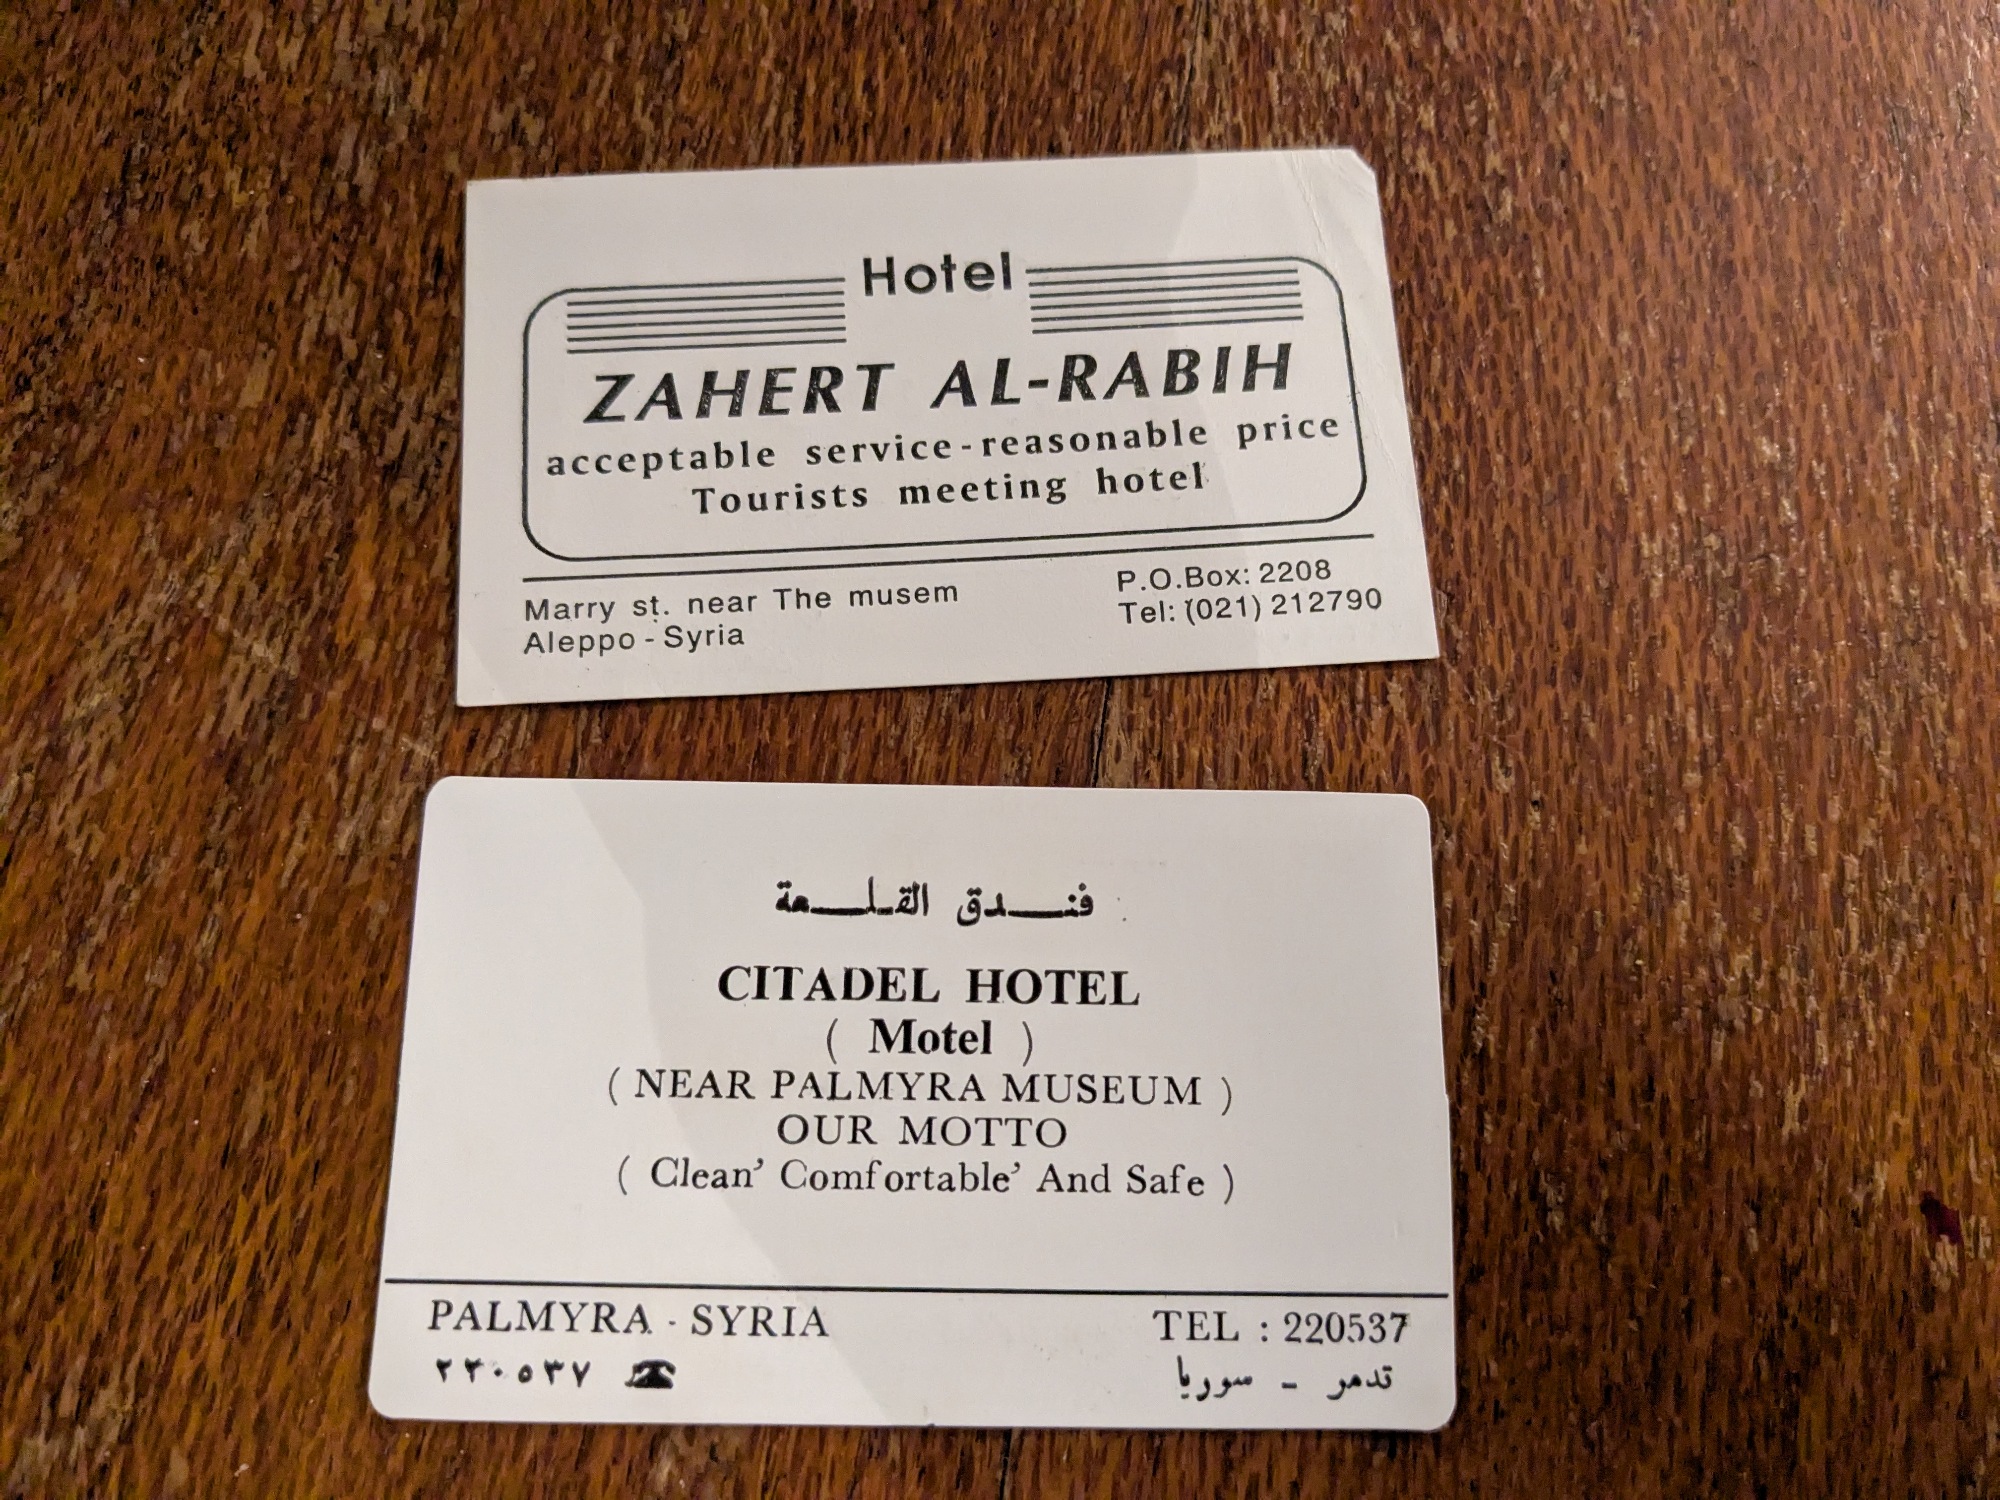 Hotel
ZAHERT AL-RABIH
acceptable service-reasonable price
Tourists meeting hotel
Marry st. near The musem
Aleppo - Syria
P.O.Box: 2208
Tel: (021) 212790
فندق القلعة
CITADEL HOTEL
( Motel )
( NEAR PALMYRA MUSEUM )
OUR MOTTO
( Clean’ Comfortable’ And Safe )
PALMYRA - SYRIA
TEL : 220537
٢٢٠٥٣٧ ☎
تدمر - سوريا